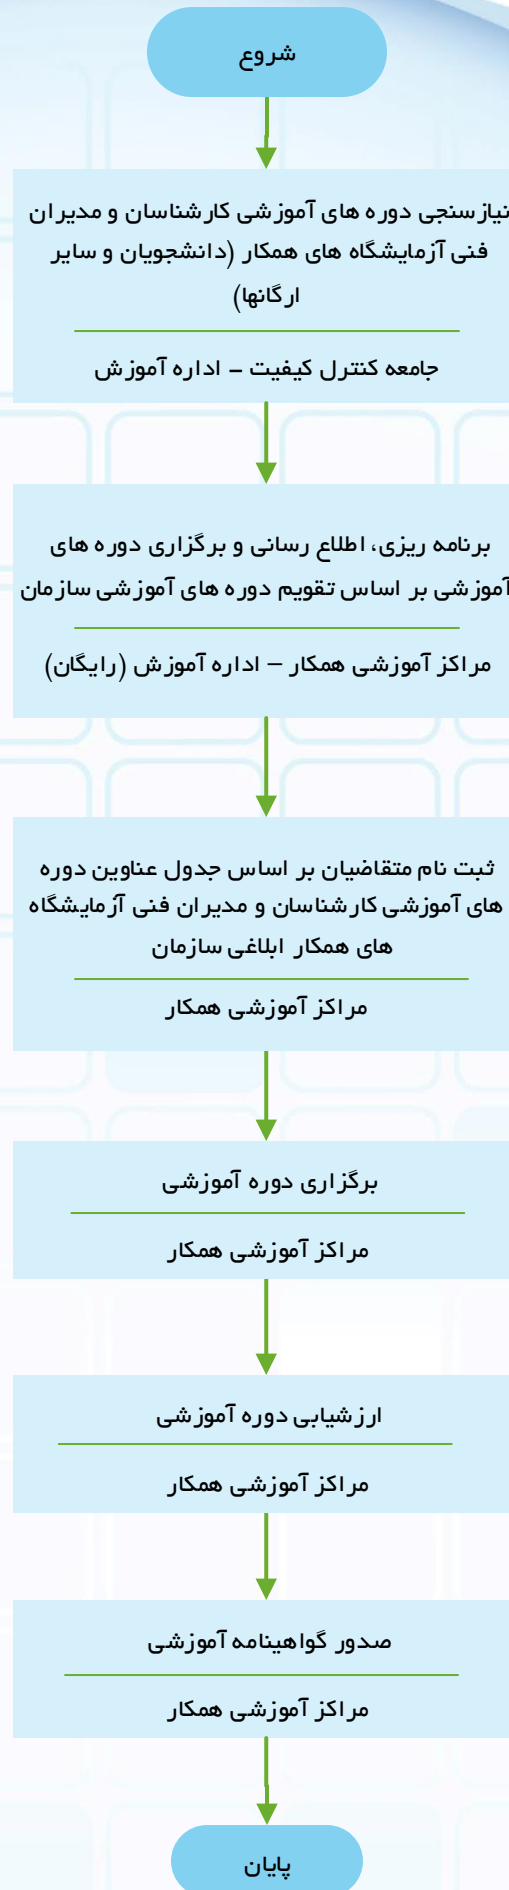 شروع
نیازسنجی دوره های آموزشی کارشناسان و مدیران
فنی آزمایشگاه های همکار (دانشجویان و سایر
ارگانها)
جامعه کنترل کیفیت – اداره آموزش
برنامه ریزی، اطلاع رسانی و برگزاری دوره های
آموزشی بر اساس تقویم دوره های آموزشی سازمان
مراکز آموزشی همکار – اداره آموزش (رایگان)
ثبت نام متقاضیان بر اساس جدول عناوین دوره
های آموزشی کارشناسان و مدیران فنی آزمایشگاه
های همکار ابلاغی سازمان
مراکز آموزشی همکار
برگزاری دوره آموزشی
مراکز آموزشی همکار
ارزشیابی دوره آموزشی
مراکز آموزشی همکار
صدور گواهینامه آموزشی
مراکز آموزشی همکار
پایان